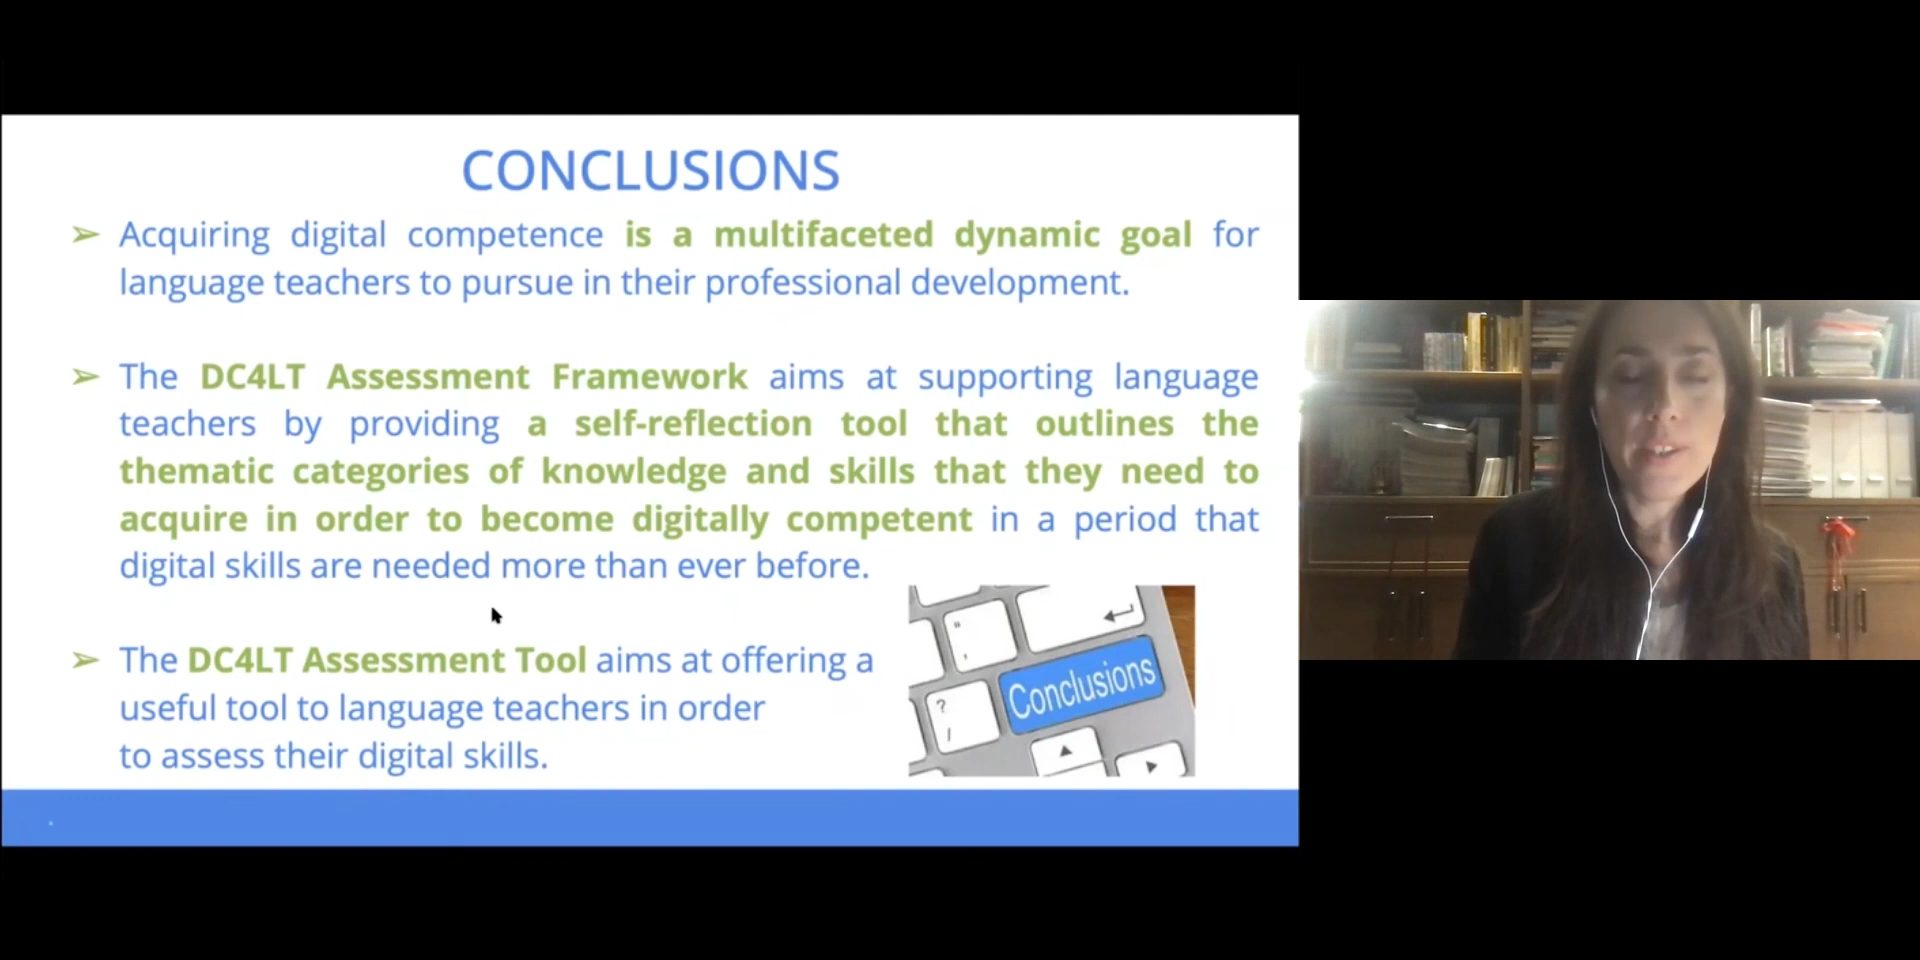 CONCLUSIONS
➢ Acquiring digital competence is a multifaceted dynamic goal for
language teachers to pursue in their professional development.
➢ The DC4LT Assessment Framework aims at supporting language
teachers by providing a self-reflection tool that outlines the
thematic categories of knowledge and skills that they need to
acquire in order to become digitally competent in a period that
digital skills are needed more than ever before.
➢ The DC4LT Assessment Tool aims at offering a
useful tool to language teachers in order
to assess their digital skills.
" ,
Conclusions
? /